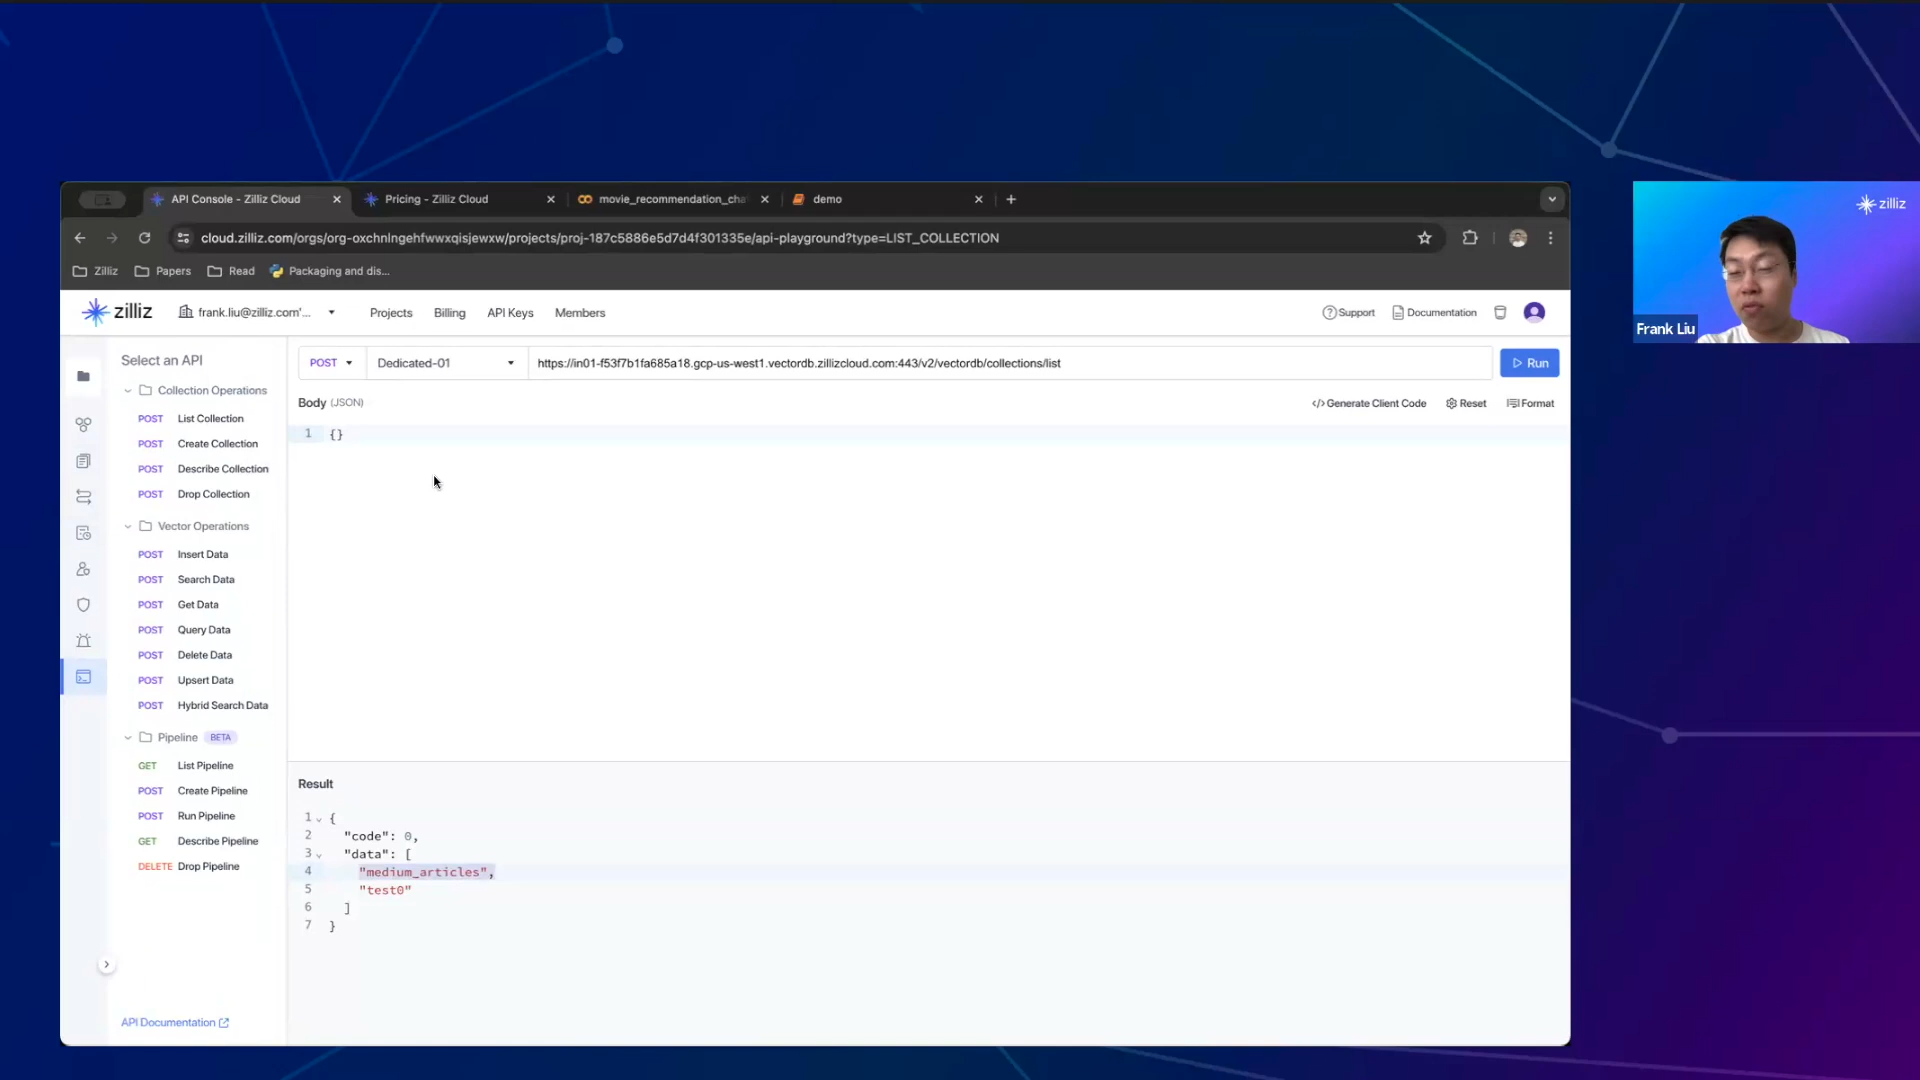 API Console - Zilliz Cloud
Pricing - Zilliz Cloud
movie_recommendation_cha
demo
cloud.zilliz.com/orgs/org-oxchnlngehfwwxqisjewxw/projects/proj-187c5886e5d7d4f301335e/api-playground?type=LIST_COLLECTION
Zilliz
Papers
Read
Packaging and dis...
zilliz
frank.liu@zilliz.com'...
Projects
Billing
API Keys
Members
Support
Documentation
zilliz
Frank Liu
Select an API
Collection Operations
POST List Collection
POST Create Collection
POST Describe Collection
POST Drop Collection
Vector Operations
POST Insert Data
POST Search Data
POST Get Data
POST Query Data
POST Delete Data
POST Upsert Data
POST Hybrid Search Data
Pipeline BETA
GET List Pipeline
POST Create Pipeline
POST Run Pipeline
GET Describe Pipeline
DELETE Drop Pipeline
API Documentation
POST
Dedicated-01
https://in01-f53f7b1fa685a18.gcp-us-west1.vectordb.zillizcloud.com:443/v2/vectordb/collections/list
Run
Body (JSON)
</> Generate Client Code
Reset
Format
1 {}
Result
1 {
2 "code": 0,
3 "data": [
4 "medium_articles",
5 "test0"
6 ]
7 }